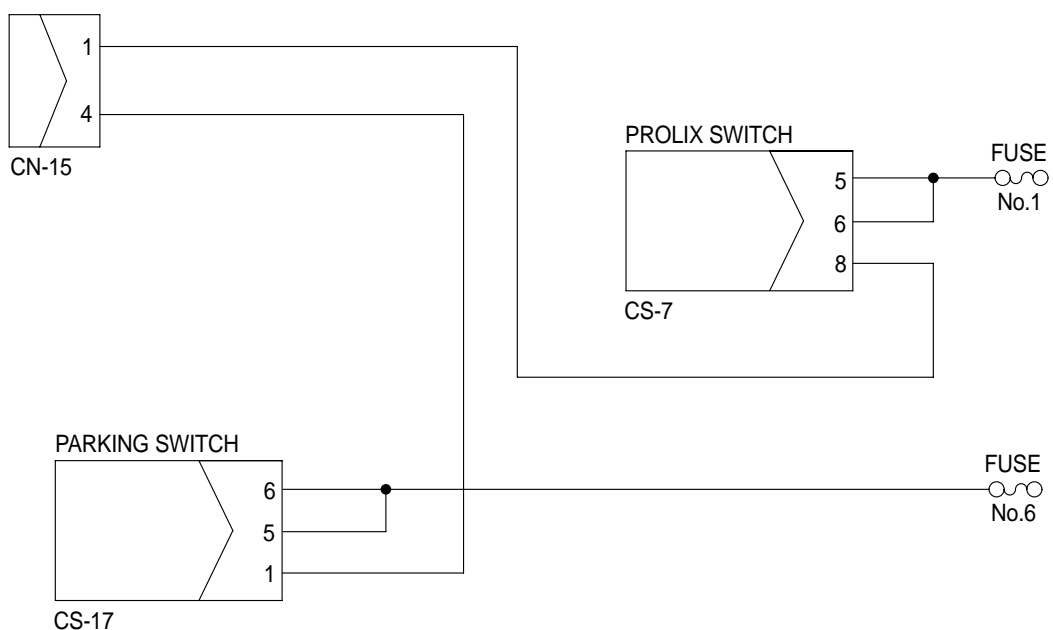 1
4
CN-15
PROLIX SWITCH
5
6
8
CS-7
FUSE
No.1
PARKING SWITCH
6
5
1
CS-17
FUSE
No.6